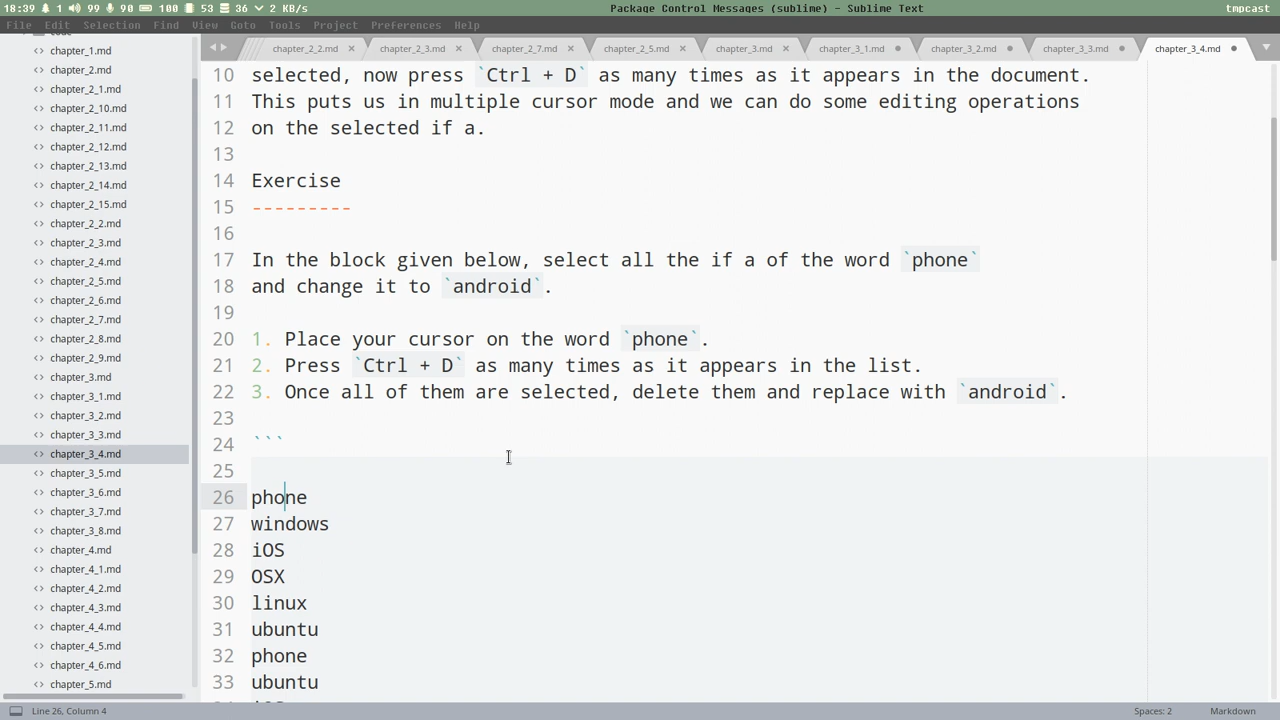 18:39 1 99 90 100 53 36 2 KB/s
Package Control Messages (sublime) - Sublime Text
tmpcast
File Edit Selection Find View Goto Tools Project Preferences Help
chapter_2_2.md chapter_2_3.md chapter_2_7.md chapter_2_5.md chapter_3.md chapter_3_1.md chapter_3_2.md chapter_3_3.md chapter_3_4.md
chapter_1.md
chapter_2.md
chapter_2_1.md
chapter_2_10.md
chapter_2_11.md
chapter_2_12.md
chapter_2_13.md
chapter_2_14.md
chapter_2_15.md
chapter_2_2.md
chapter_2_3.md
chapter_2_4.md
chapter_2_5.md
chapter_2_6.md
chapter_2_7.md
chapter_2_8.md
chapter_2_9.md
chapter_3.md
chapter_3_1.md
chapter_3_2.md
chapter_3_3.md
chapter_3_4.md
chapter_3_5.md
chapter_3_6.md
chapter_3_7.md
chapter_3_8.md
chapter_4.md
chapter_4_1.md
chapter_4_2.md
chapter_4_3.md
chapter_4_4.md
chapter_4_5.md
chapter_4_6.md
chapter_5.md
10 selected, now press `Ctrl + D` as many times as it appears in the document.
11 This puts us in multiple cursor mode and we can do some editing operations
12 on the selected if a.
13
14 Exercise
15 ---------
16
17 In the block given below, select all the if a of the word `phone`
18 and change it to `android`.
19
20 1. Place your cursor on the word `phone`.
21 2. Press `Ctrl + D` as many times as it appears in the list.
22 3. Once all of them are selected, delete them and replace with `android`.
23
24 ```
25
26 phone
27 windows
28 iOS
29 OSX
30 linux
31 ubuntu
32 phone
33 ubuntu
Line 26, Column 4
Spaces: 2
Markdown